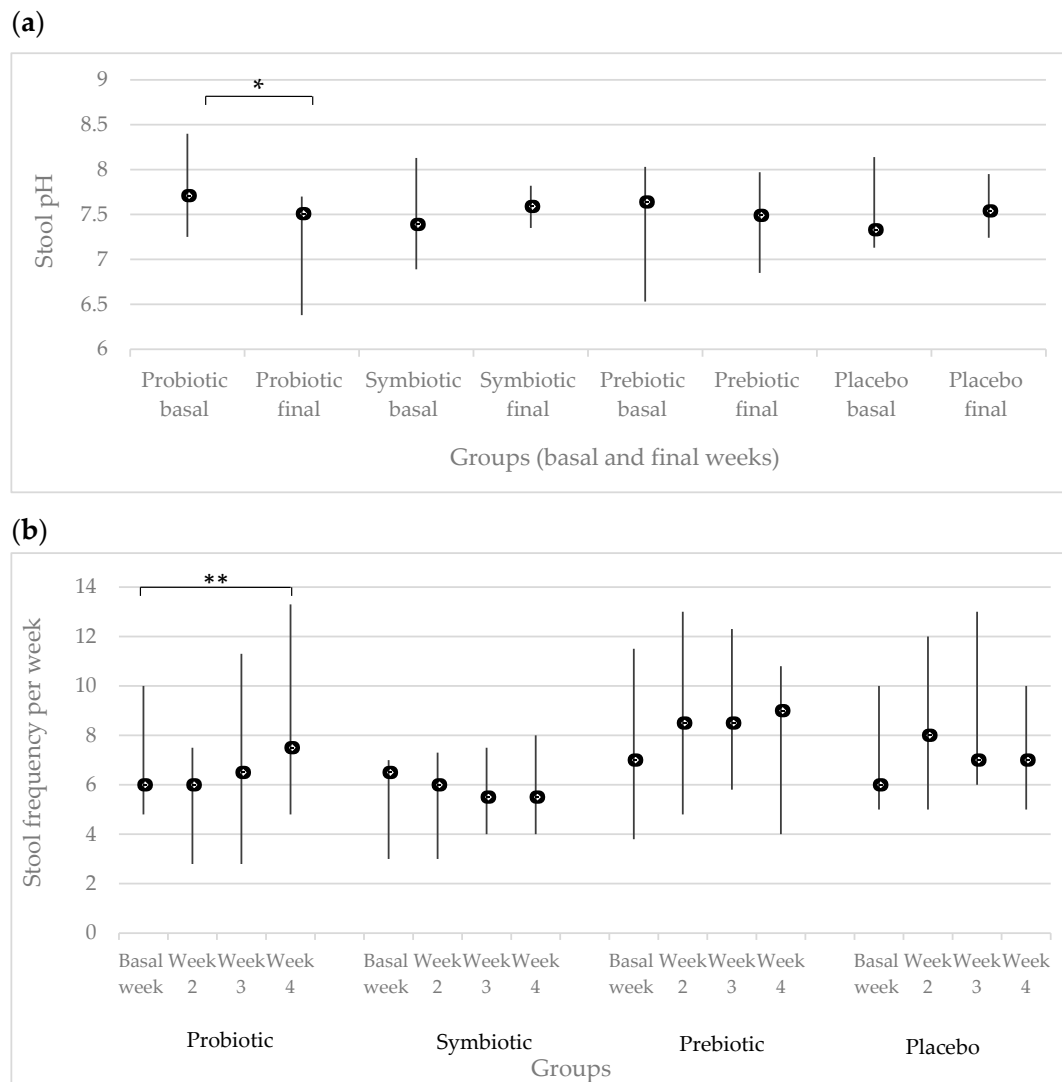 (a)
*
9
8.5
8
7.5
7
6.5
6
Stool pH
Probiotic basal
Probiotic final
Symbiotic basal
Symbiotic final
Prebiotic basal
Prebiotic final
Placebo basal
Placebo final
Groups (basal and final weeks)
(b)
**
14
12
10
8
6
4
2
0
Stool frequency per week
Basal Week Week Week Basal Week Week Week Basal Week Week Week Basal Week Week Week
week 2 3 4 week 2 3 4 week 2 3 4 week 2 3 4
Probiotic Symbiotic Prebiotic Placebo
Groups